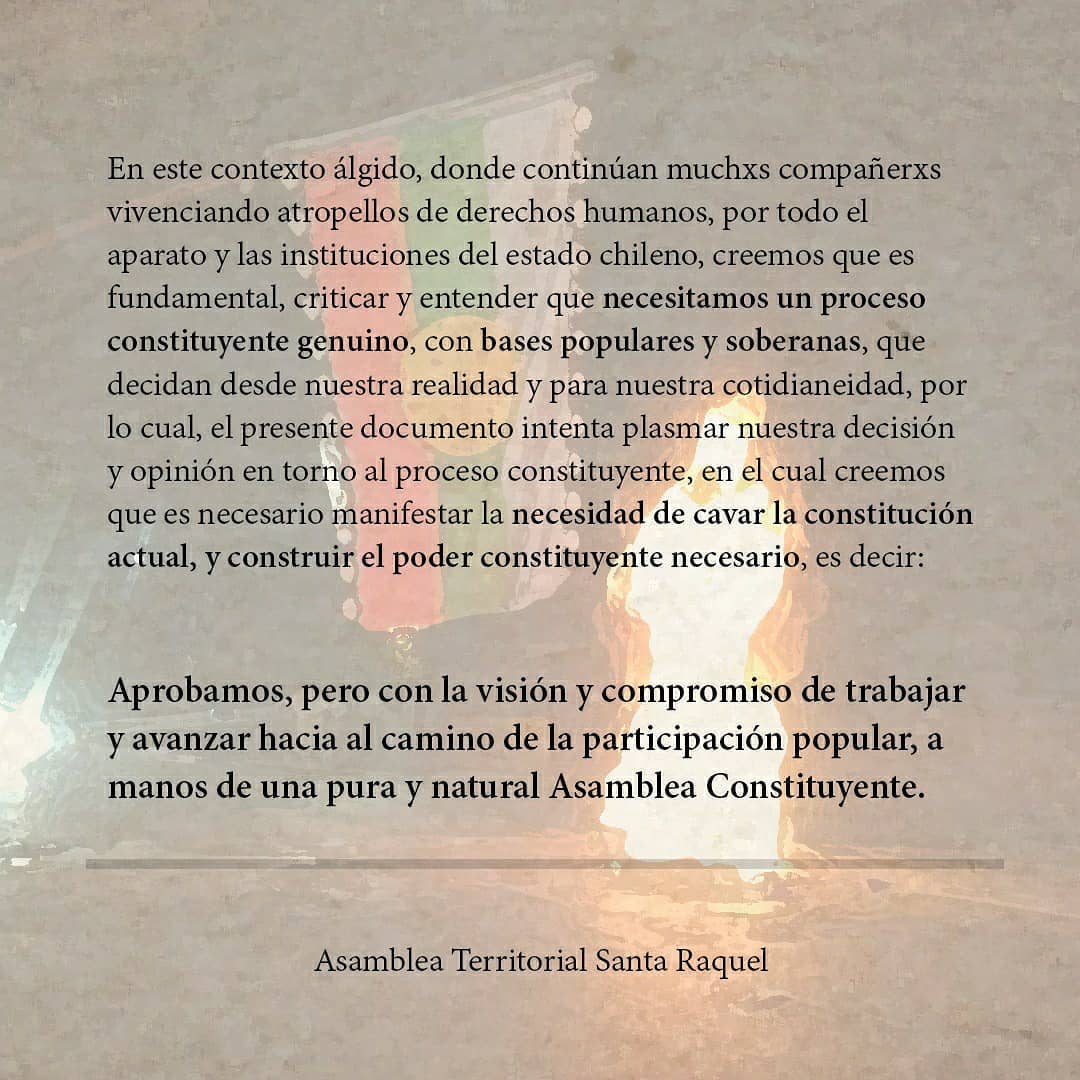 En este contexto álgido, donde continúan muchxs compañerxs
vivenciando atropellos de derechos humanos, por todo el
aparato y las instituciones del estado chileno, creemos que es
fundamental, criticar y entender que necesitamos un proceso
constituyente genuino, con bases populares y soberanas, que
decidan desde nuestra realidad y para nuestra cotidianeidad, por
lo cual, el presente documento intenta plasmar nuestra decisión
y opinión en torno al proceso constituyente, en el cual creemos
que es necesario manifestar la necesidad de cavar la constitución
actual, y construir el poder constituyente necesario, es decir:
Aprobamos, pero con la visión y compromiso de trabajar
y avanzar hacia al camino de la participación popular, a
manos de una pura y natural Asamblea Constituyente.
Asamblea Territorial Santa Raquel